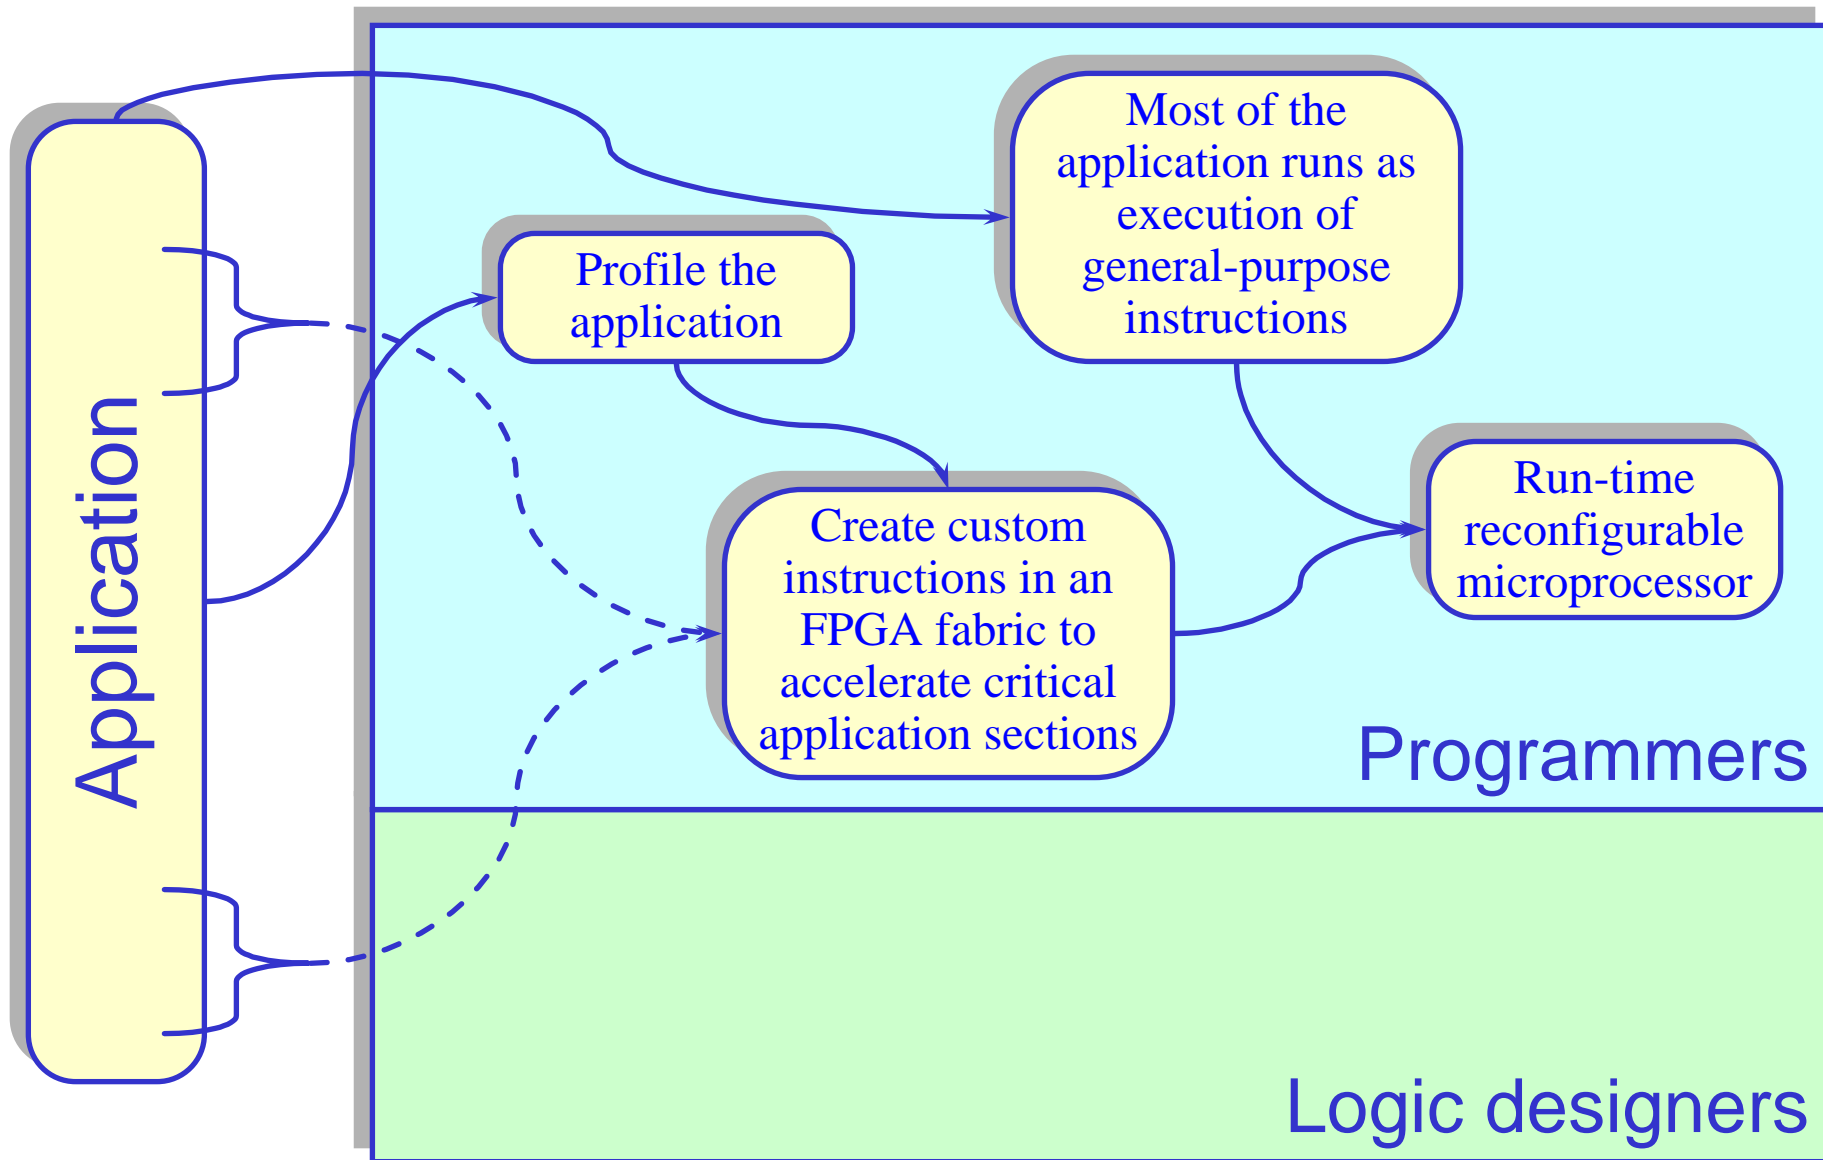 Application
Profile the
application
Most of the
application runs as
execution of
general-purpose
instructions
Create custom
instructions in an
FPGA fabric to
accelerate critical
application sections
Run-time
reconfigurable
microprocessor
Programmers
Logic designers